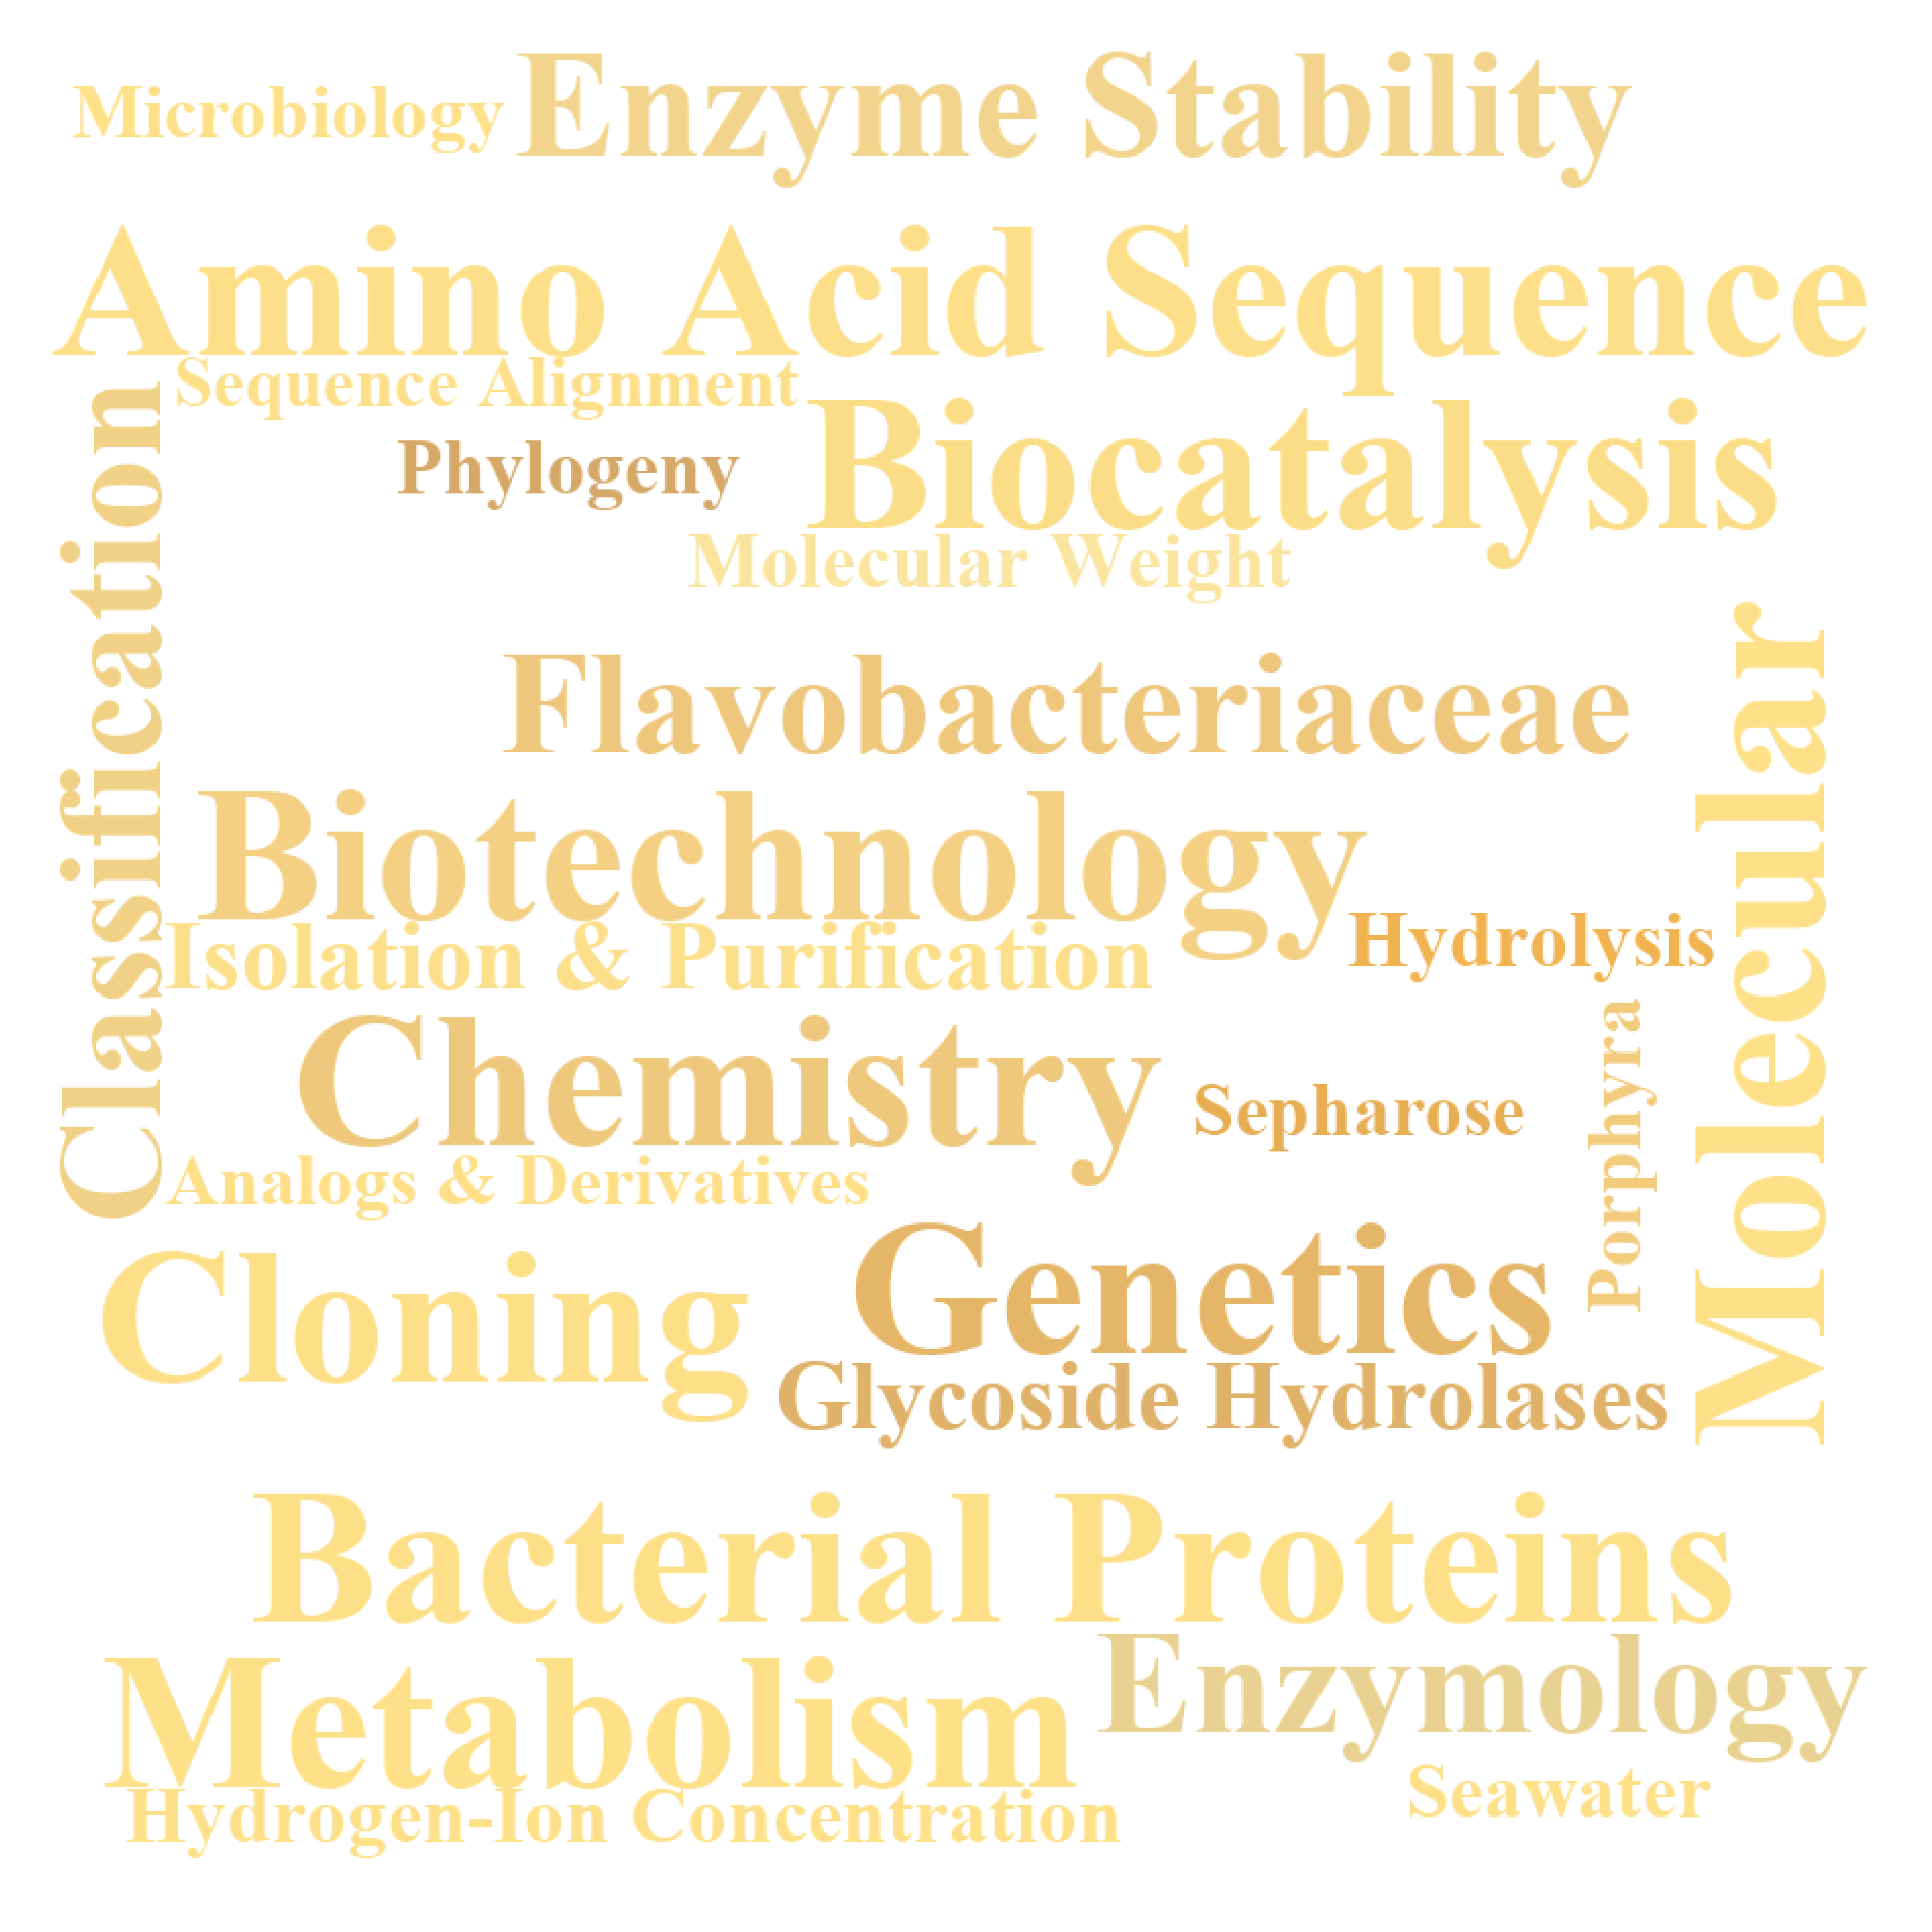 Microbiology
Enzyme Stability
Amino Acid Sequence
Sequence Alignment
Classification
Phylogeny
Biocatalysis
Molecular Weight
Flavobacteriaceae
Molecular
Biotechnology
Isolation & Purification
Hydrolysis
Chemistry
Sepharose
Porphyra
Analogs & Derivatives
Cloning
Genetics
Glycoside Hydrolases
Bacterial Proteins
Metabolism
Enzymology
Hydrogen-Ion Concentration
Seawater